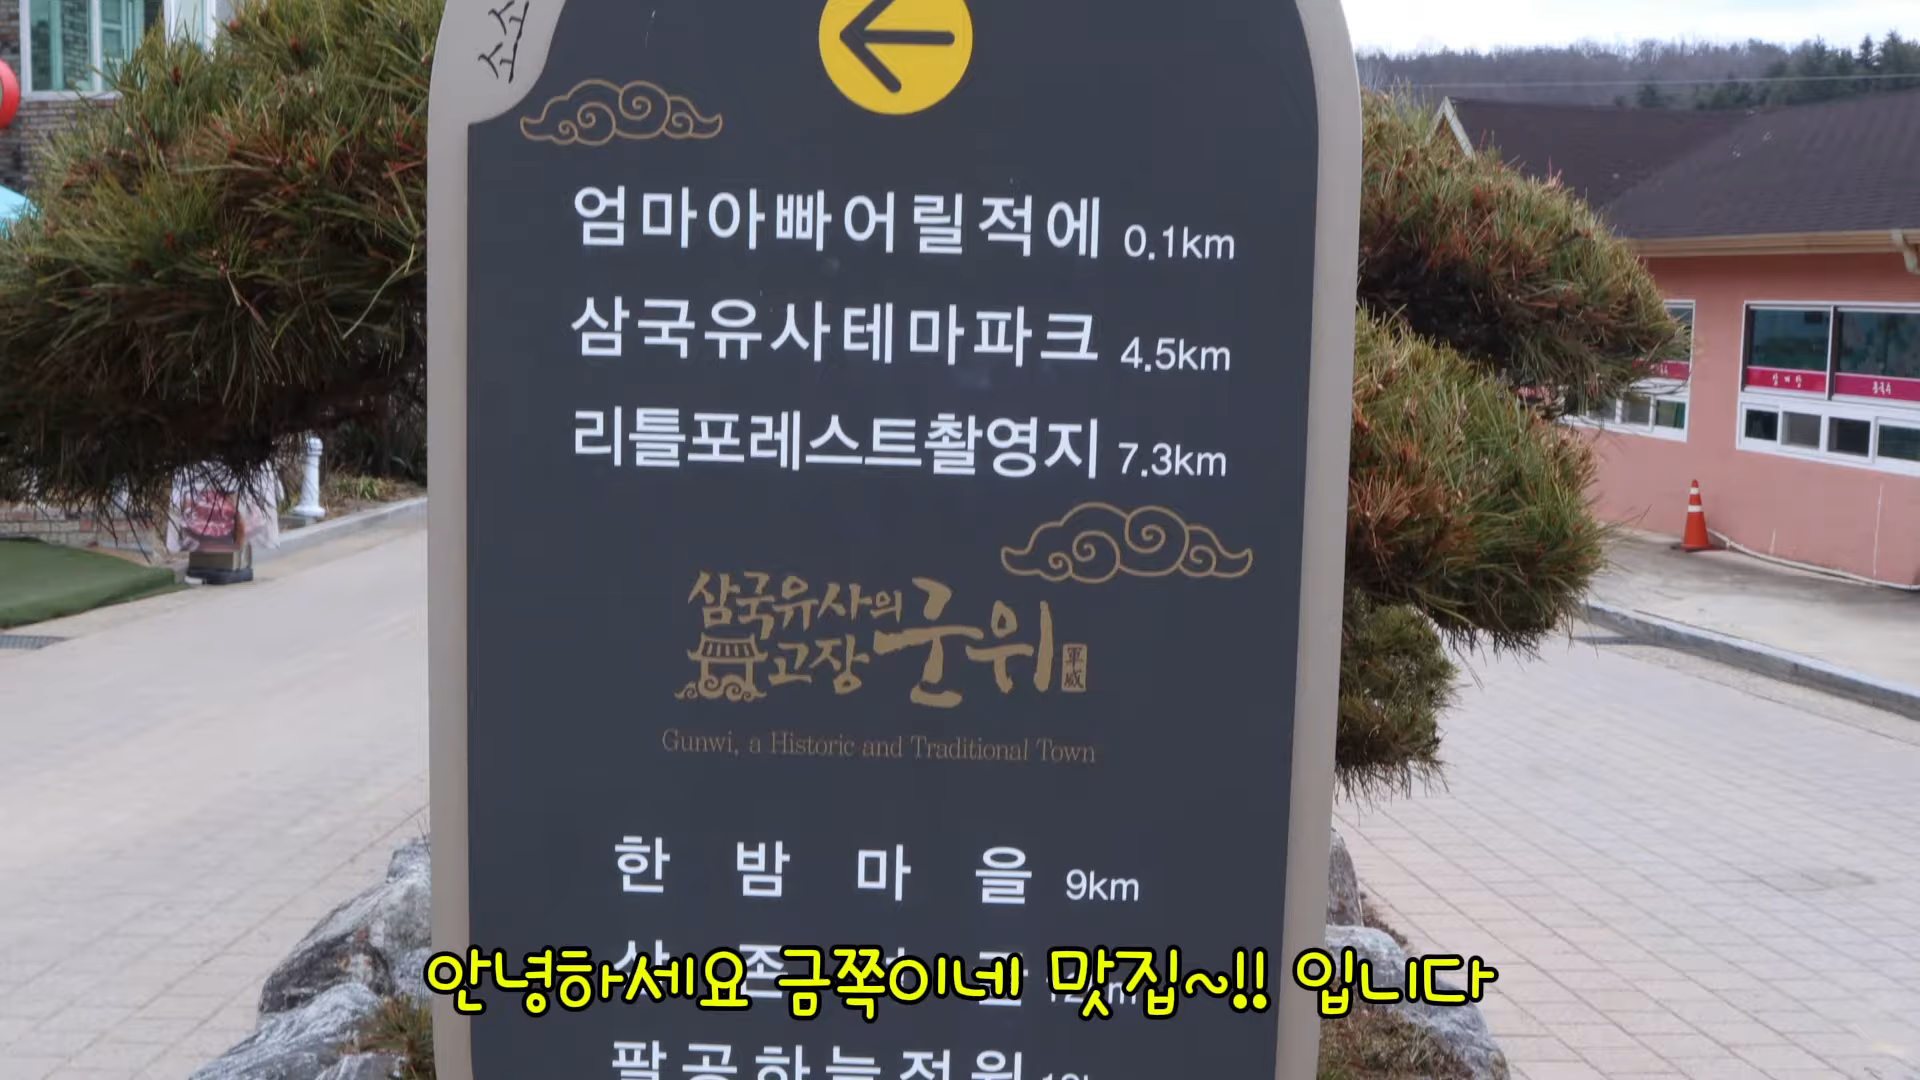 엄마아빠어릴적에 0.1km
삼국유사테마파크 4.5km
리틀포레스트촬영지 7.3km
삼국유사의
고장 군위
軍威
Gunwi, a Historic and Traditional Town
한밤마을 9km
안녕하세요 금쪽이네 맛집~!! 입니다
팔공하늘정원